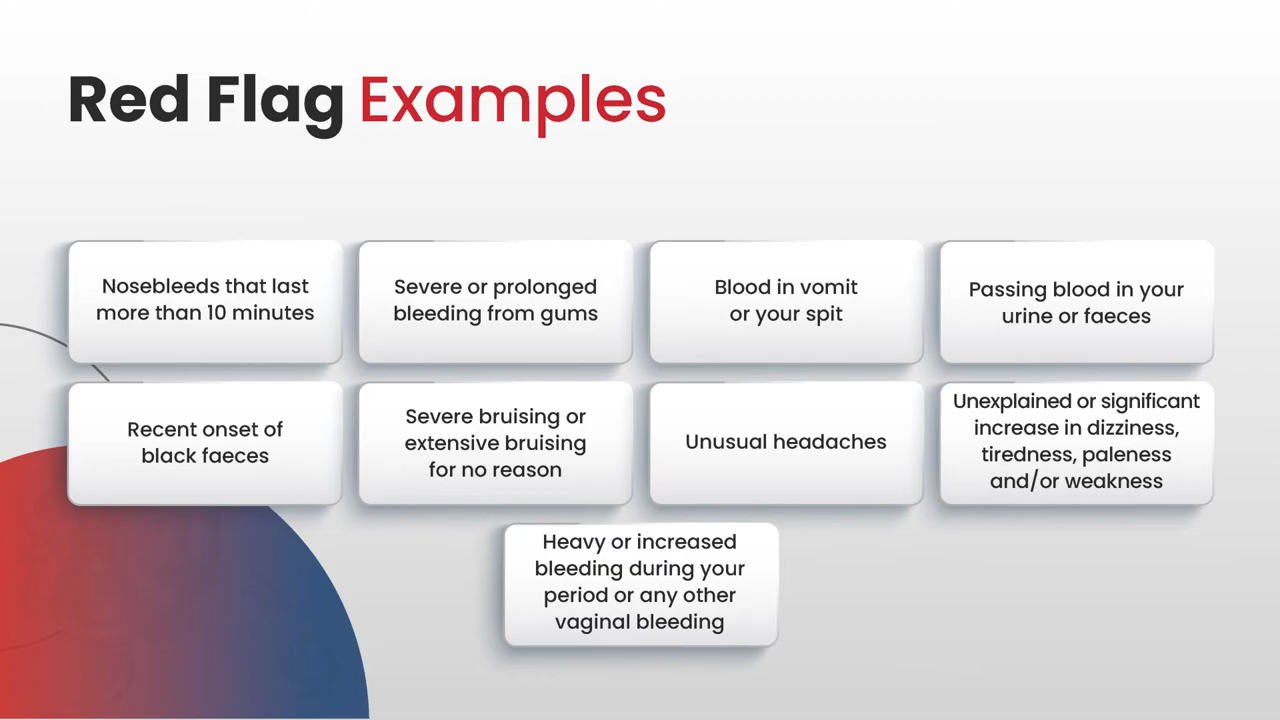 Red Flag Examples
Nosebleeds that last
more than 10 minutes
Severe or prolonged
bleeding from gums
Blood in vomit
or your spit
Passing blood in your
urine or faeces
Recent onset of
black faeces
Severe bruising or
extensive bruising
for no reason
Unusual headaches
Unexplained or significant
increase in dizziness,
tiredness, paleness
and/or weakness
Heavy or increased
bleeding during your
period or any other
vaginal bleeding